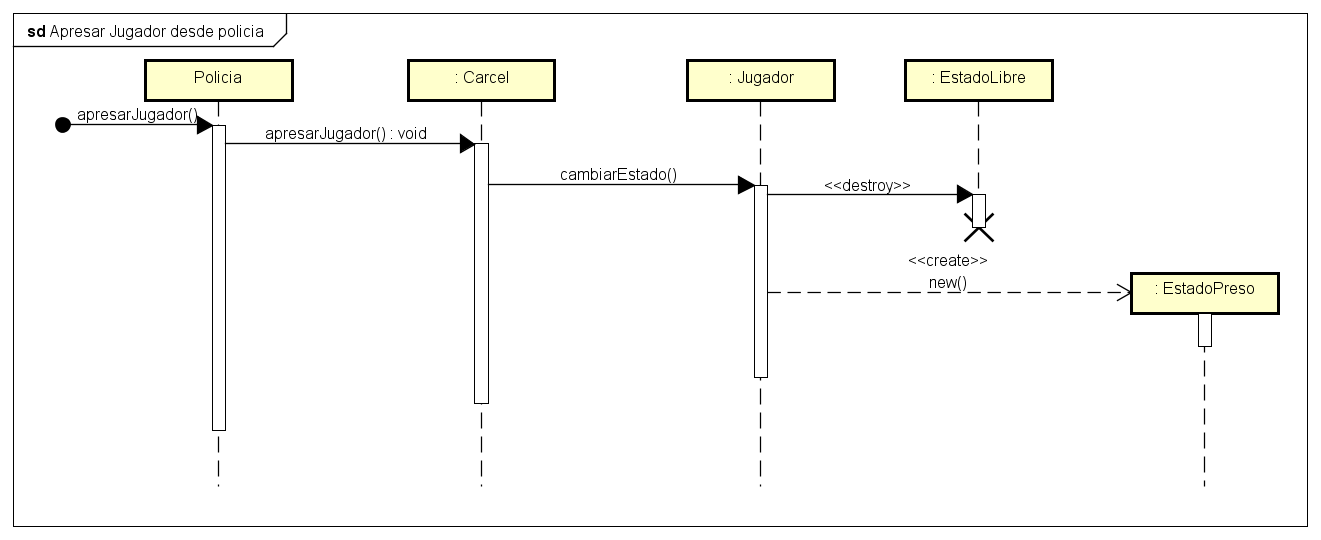 sd Apresar Jugador desde policia
Policia
: Carcel
: Jugador
: EstadoLibre
apresarJugador()
apresarJugador() : void
cambiarEstado()
<<destroy>>
<<create>>
new()
: EstadoPreso